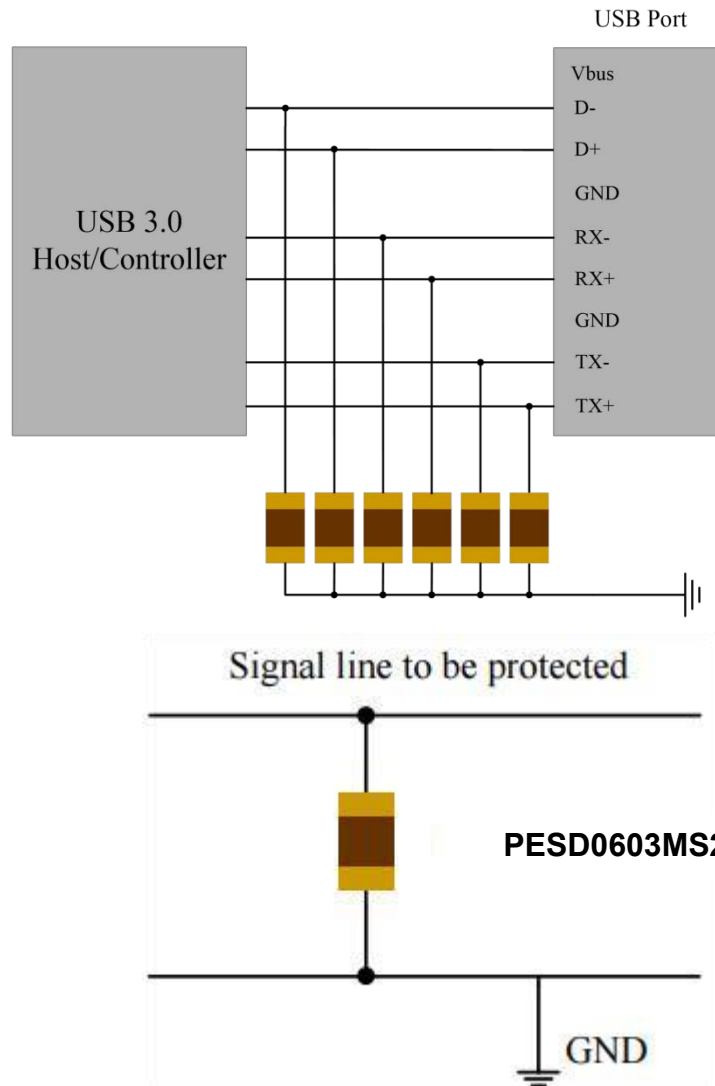 USB Port
Vbus
D-
D+
GND
USB 3.0
Host/Controller
RX-
RX+
GND
TX-
TX+
Signal line to be protected
PESD0603MS2
GND